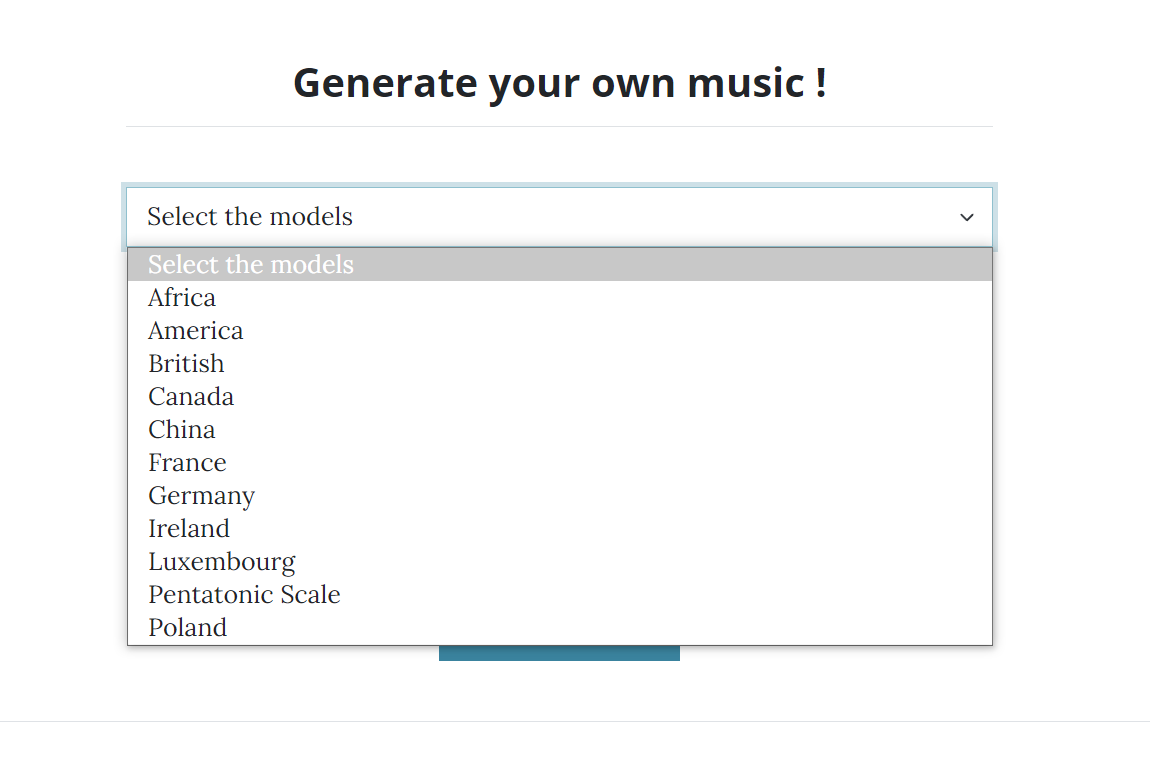 Generate your own music !
Select the models
Select the models
Africa
America
British
Canada
China
France
Germany
Ireland
Luxembourg
Pentatonic Scale
Poland